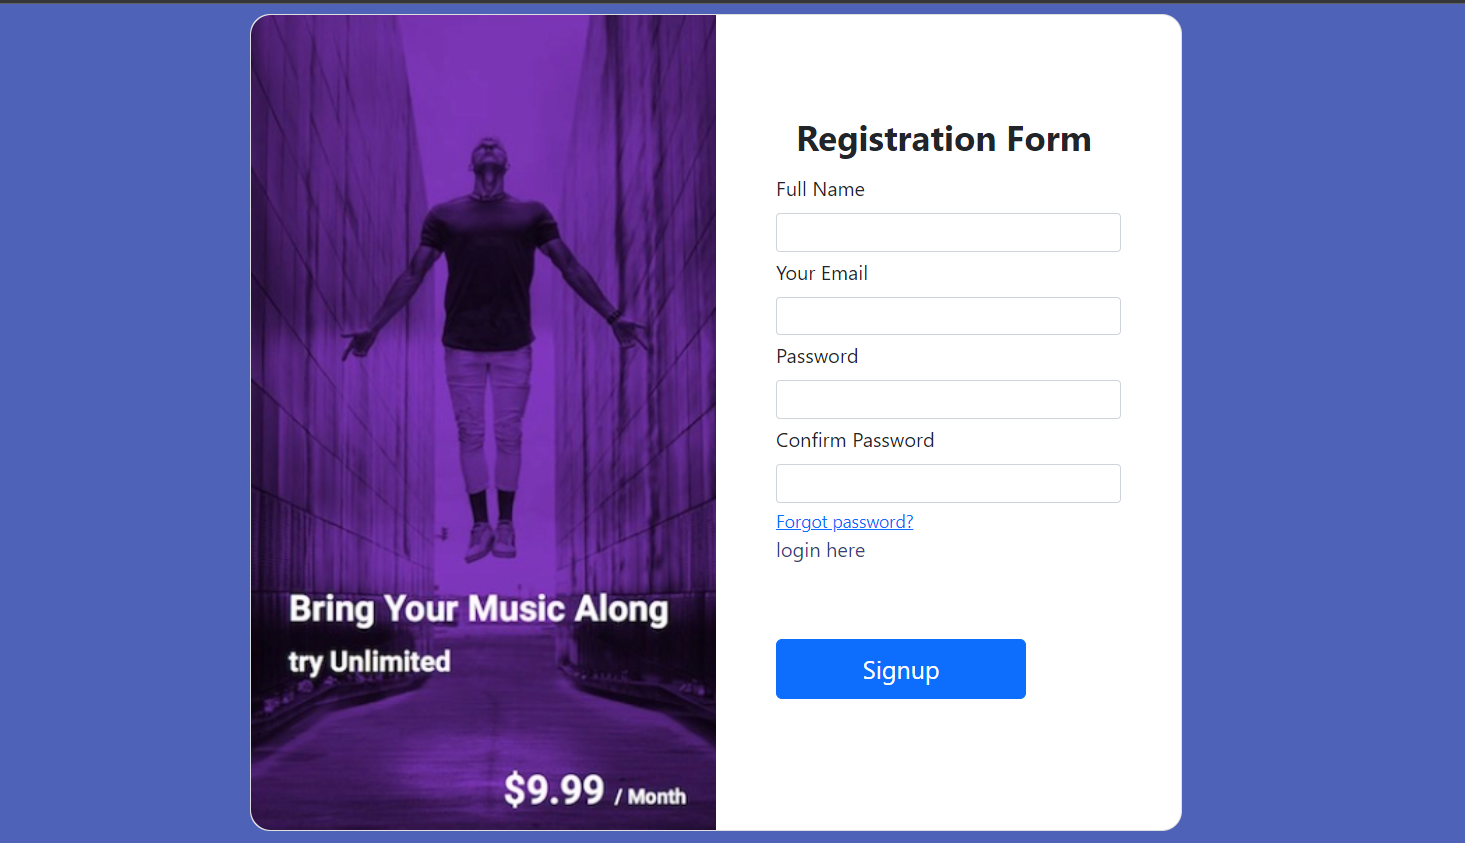 Bring Your Music Along
try Unlimited
$9.99 / Month
Registration Form
Full Name
Your Email
Password
Confirm Password
Forgot password?
login here
Signup